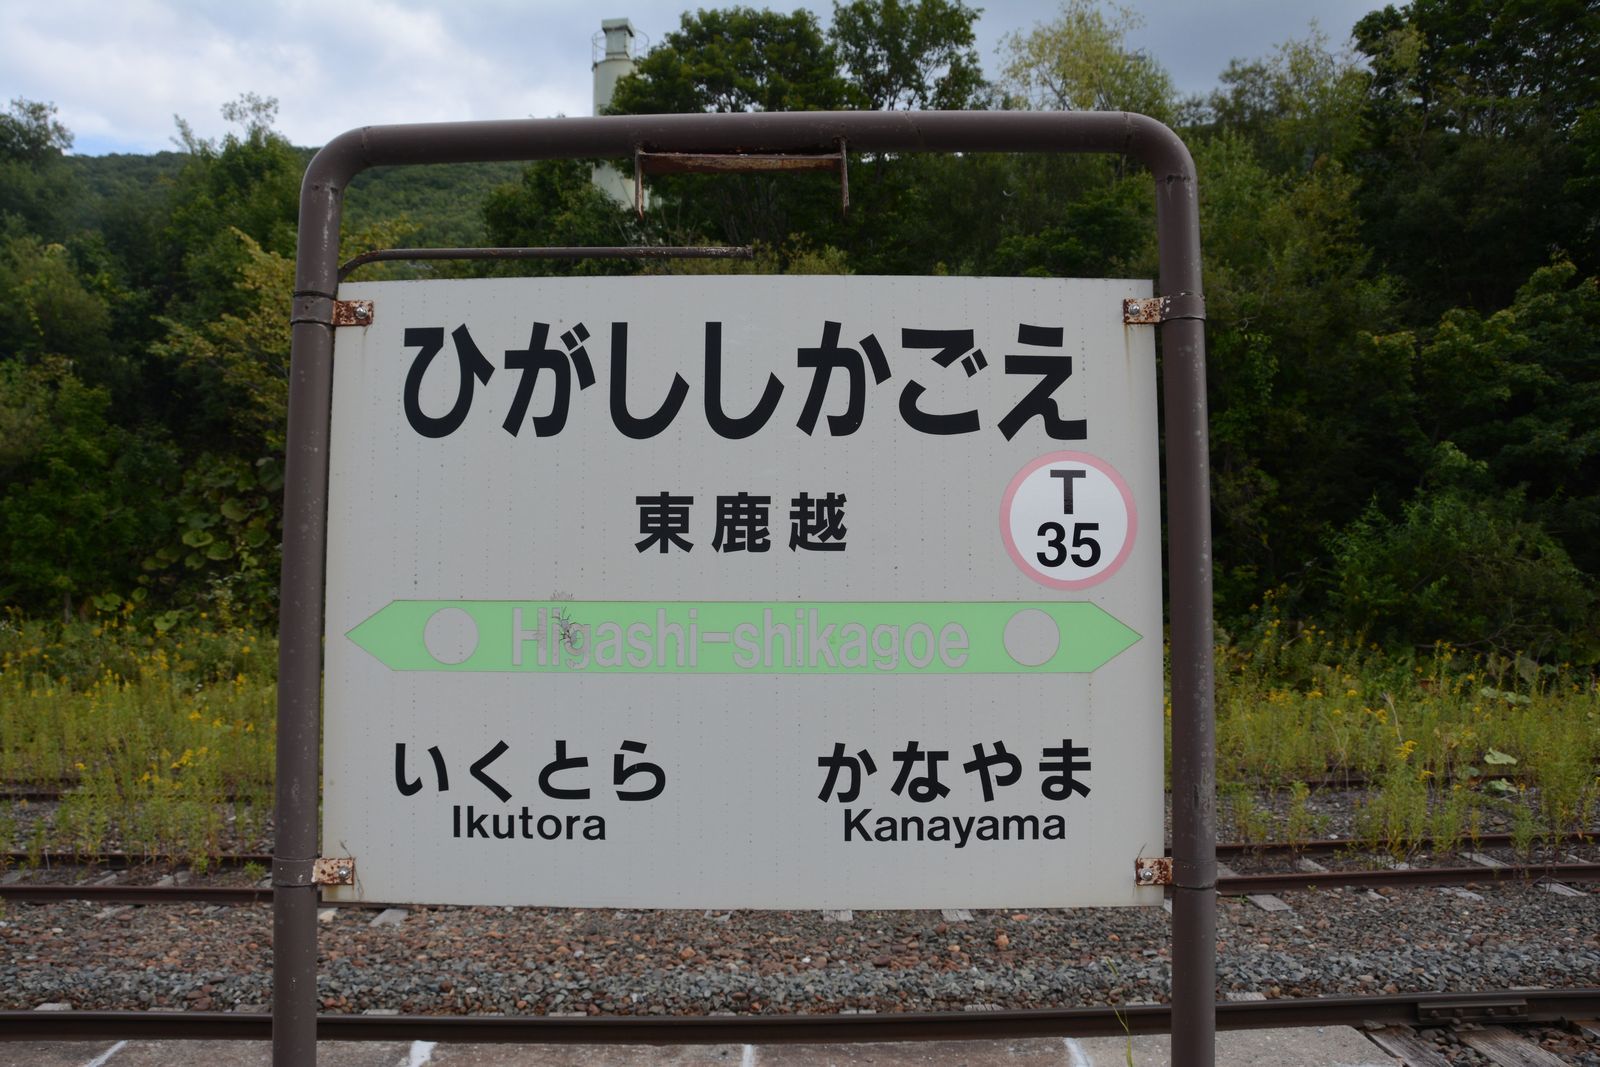 ひがししかごえ
東鹿越
T
35
Higashi-shikagoe
いくとら
Ikutora
かなやま
Kanayama